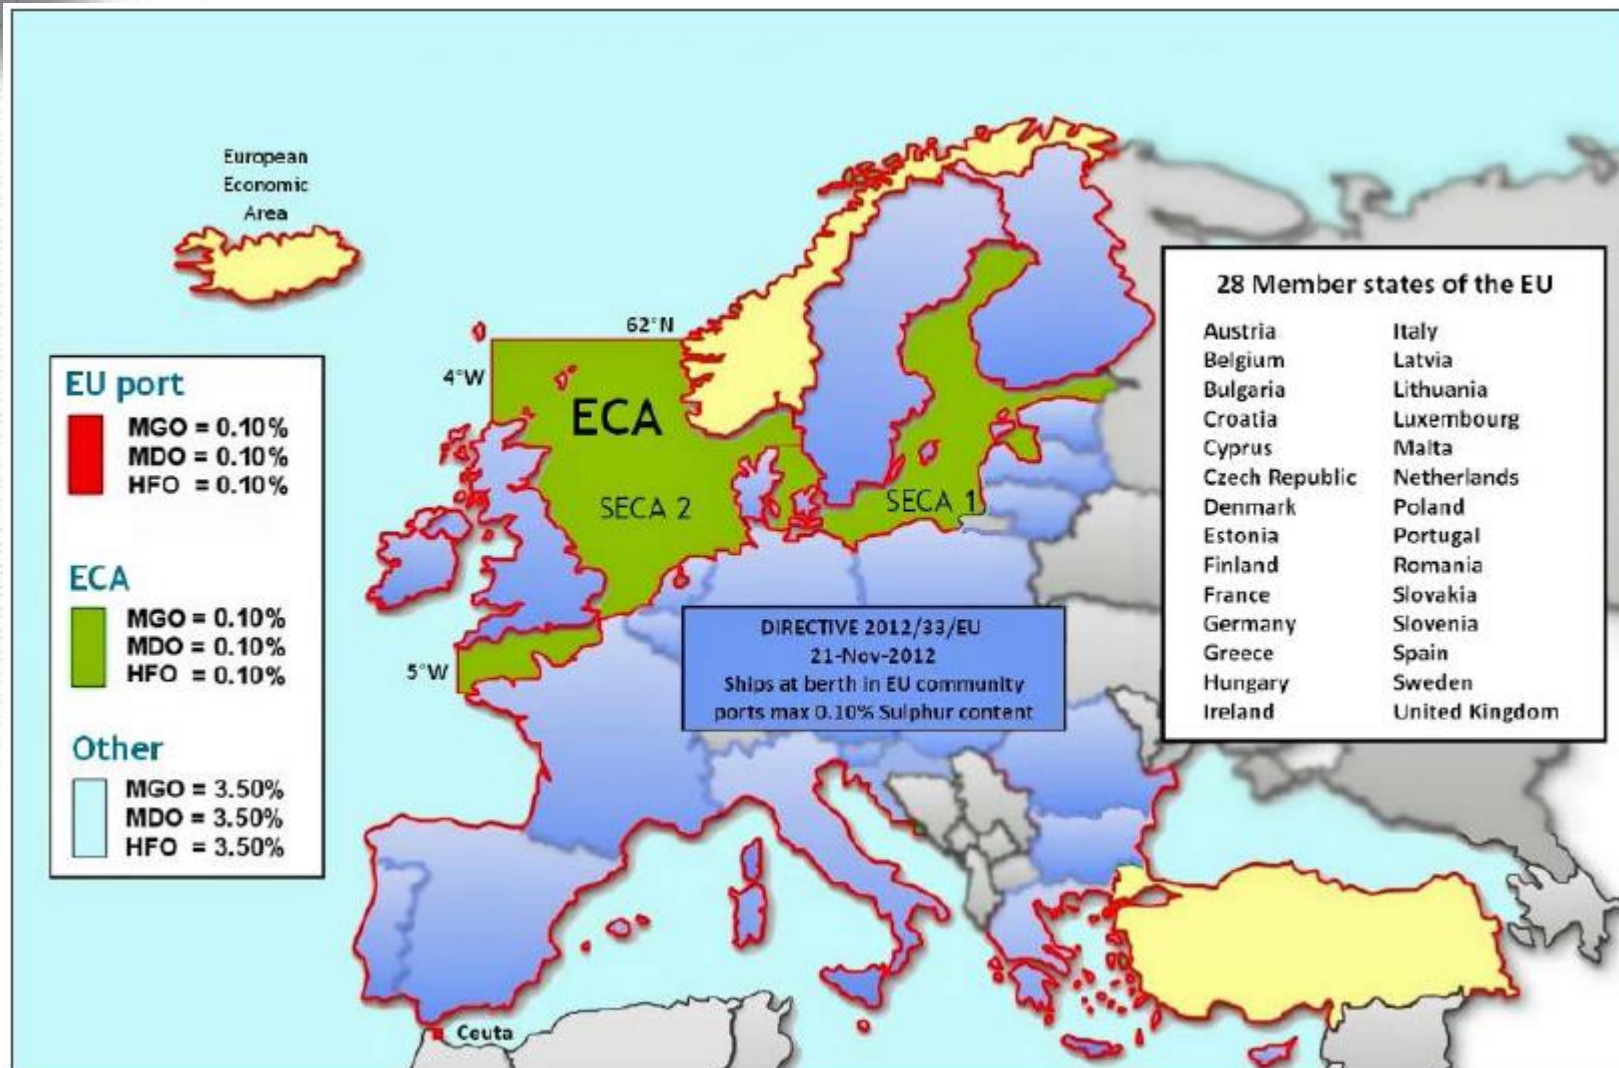 European
Economic
Area
62°N
4°W
ECA
SECA 2
SECA 1
5°W
EU port
MGO = 0.10%
MDO = 0.10%
HFO = 0.10%
ECA
MGO = 0.10%
MDO = 0.10%
HFO = 0.10%
Other
MGO = 3.50%
MDO = 3.50%
HFO = 3.50%
DIRECTIVE 2012/33/EU
21-Nov-2012
Ships at berth in EU community
ports max 0.10% Sulphur content
28 Member states of the EU
Austria Italy
Belgium Latvia
Bulgaria Lithuania
Croatia Luxembourg
Cyprus Malta
Czech Republic Netherlands
Denmark Poland
Estonia Portugal
Finland Romania
France Slovakia
Germany Slovenia
Greece Spain
Hungary Sweden
Ireland United Kingdom
Ceuta